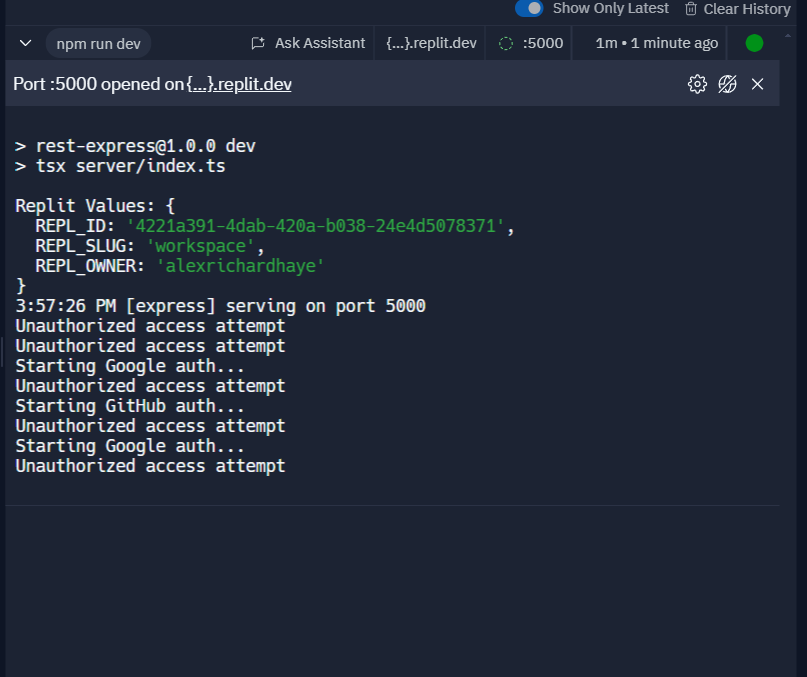 Show Only Latest Clear History
npm run dev Ask Assistant {...}.replit.dev :5000 1m • 1 minute ago
Port :5000 opened on {...}.replit.dev
> rest-express@1.0.0 dev
> tsx server/index.ts
Replit Values: {
REPL_ID: '4221a391-4dab-420a-b038-24e4d5078371',
REPL_SLUG: 'workspace',
REPL_OWNER: 'alexrichardhaye'
}
3:57:26 PM [express] serving on port 5000
Unauthorized access attempt
Unauthorized access attempt
Starting Google auth...
Unauthorized access attempt
Starting GitHub auth...
Unauthorized access attempt
Starting Google auth...
Unauthorized access attempt